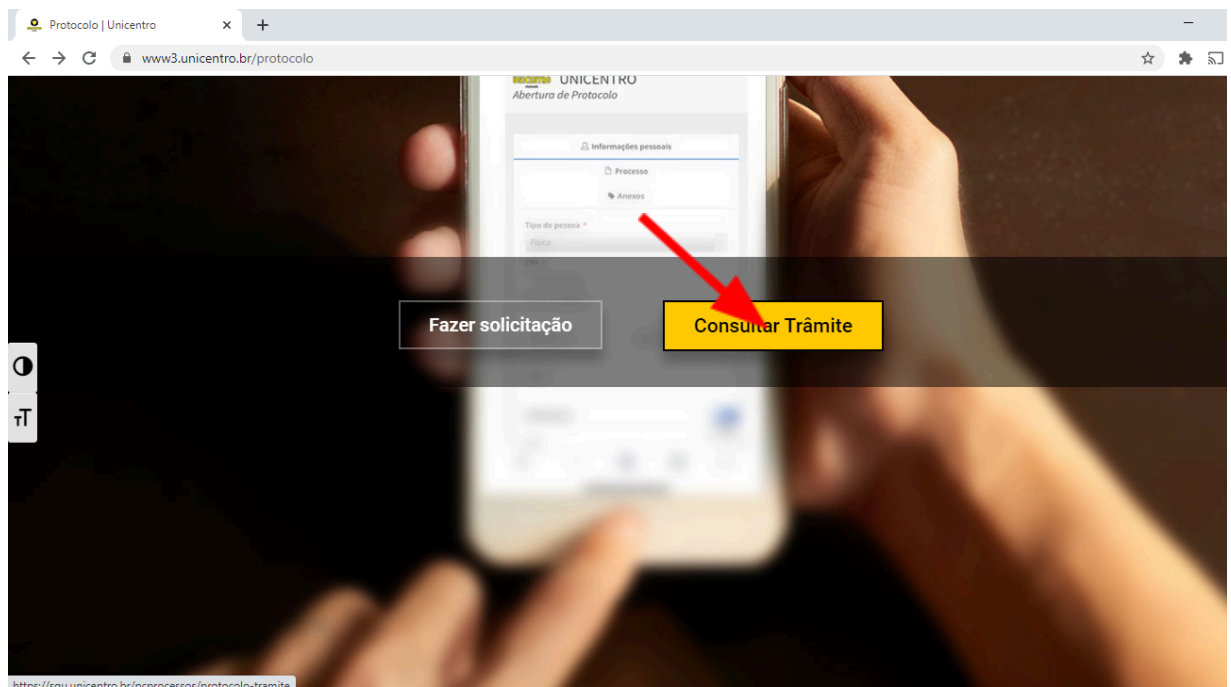 Protocolo | Unicentro
www3.unicentro.br/protocolo
UNICENTRO
Abertura de Protocolo
Informações pessoais
Processo
Anexos
Tipo de pessoa *
Física
Fazer solicitação
Consultar Trâmite
TT
https://sgu.unicentro.br/pcprocessos/protocolo-tramite